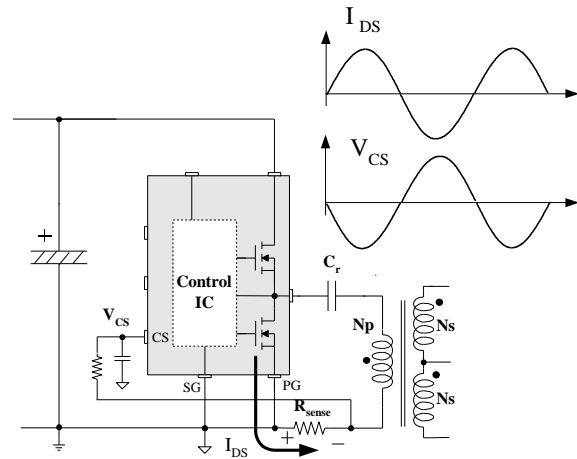 I DS
V CS
Control
IC
C r
V CS
CS
Np
Ns
Ns
SG
PG
R sense
I DS
+
+
−